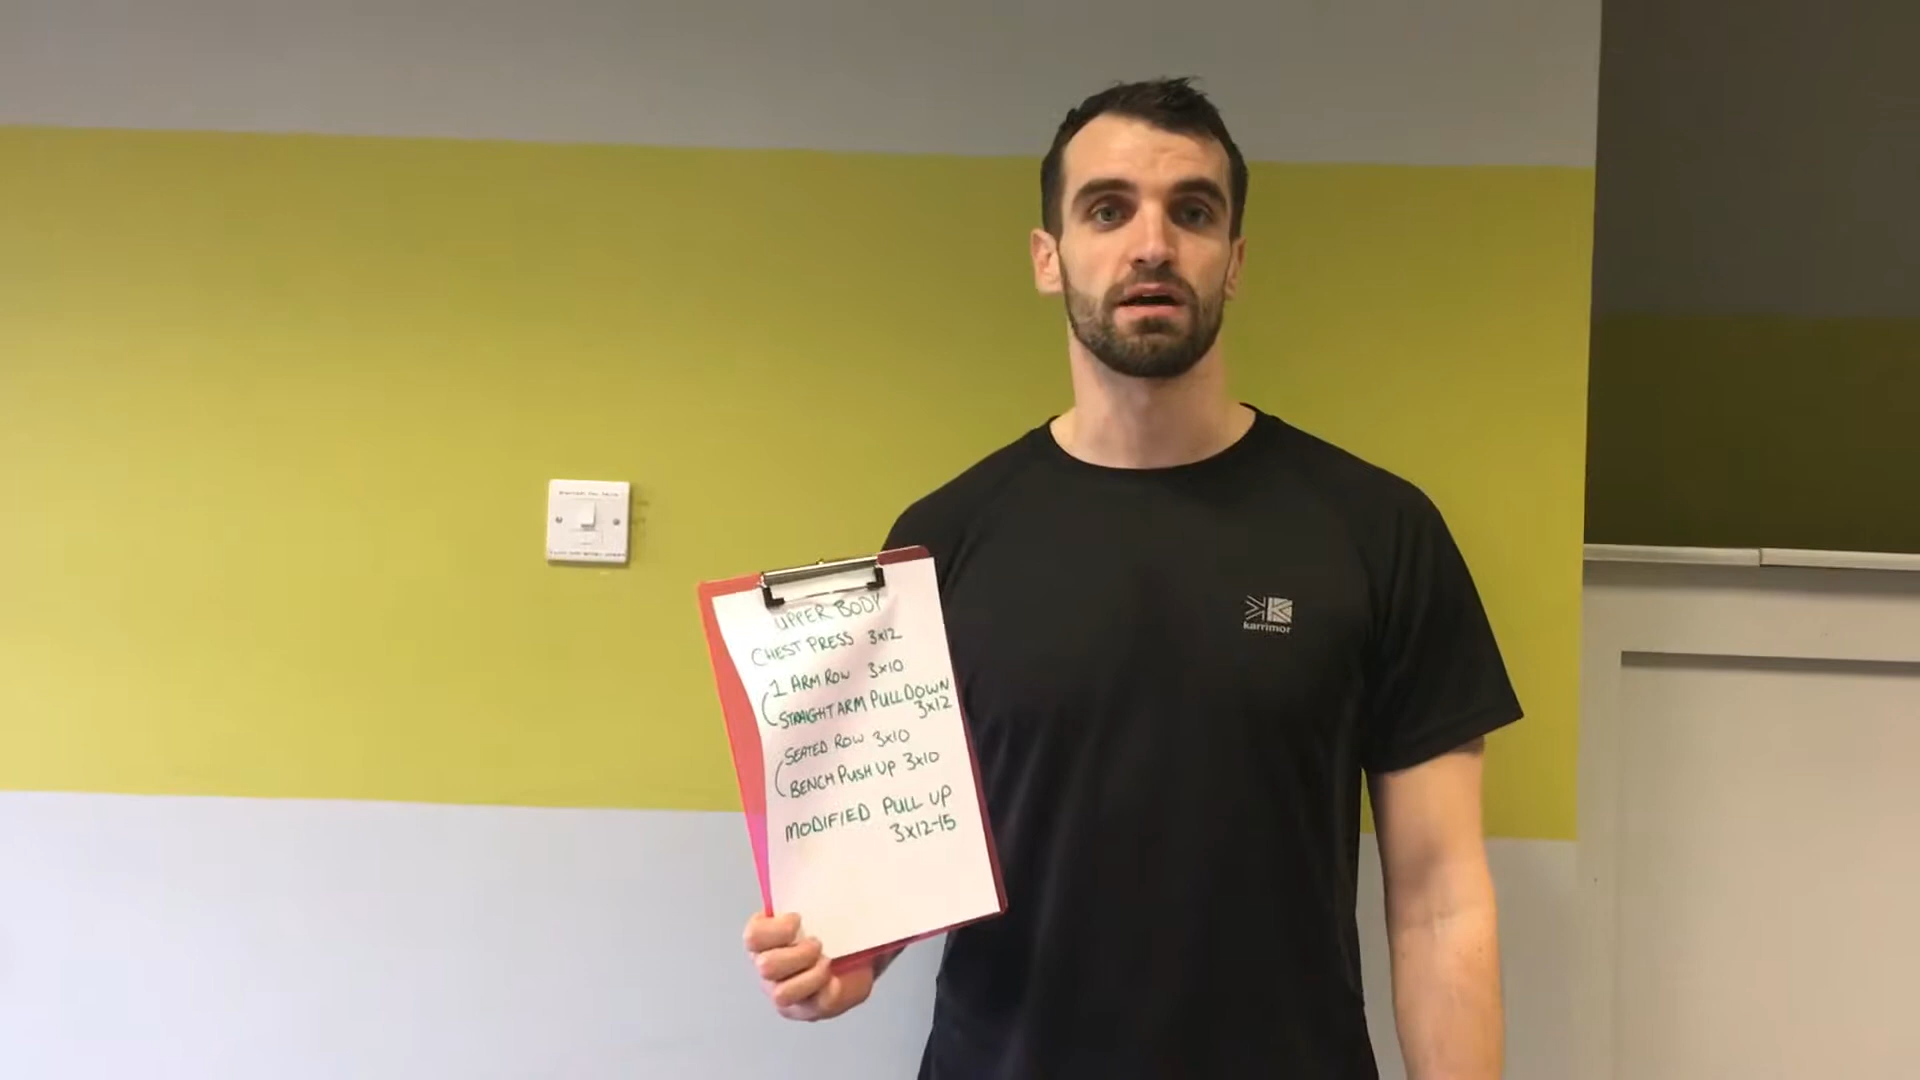 UPPER BODY
CHEST PRESS 3x12
1 ARM ROW 3x10
STRAIGHT ARM PULL DOWN
3x12
SEATED ROW 3x10
BENCH PUSH UP 3x10
MODIFIED PULL UP
3x12-15
karrimor